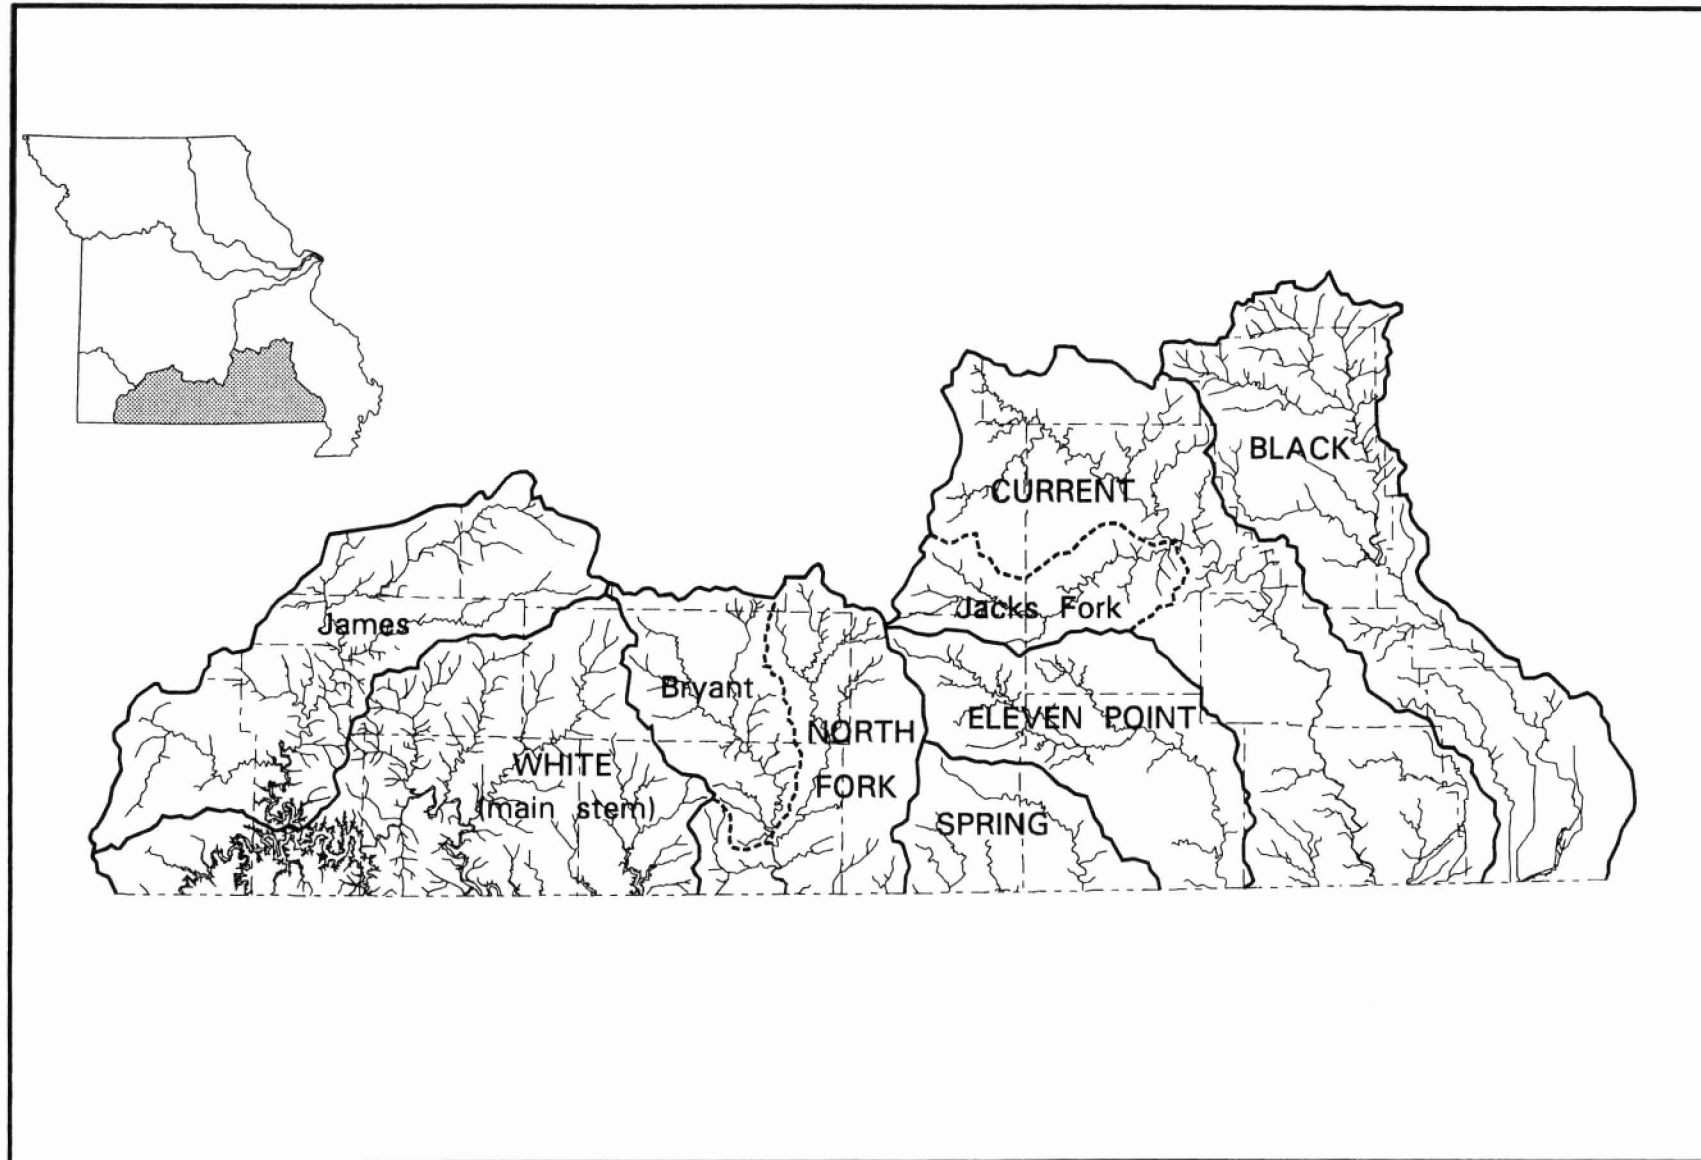 BLACK
CURRENT
Jacks Fork
James
Bryant
NORTH
FORK
ELEVEN POINT
WHITE
(main stem)
SPRING